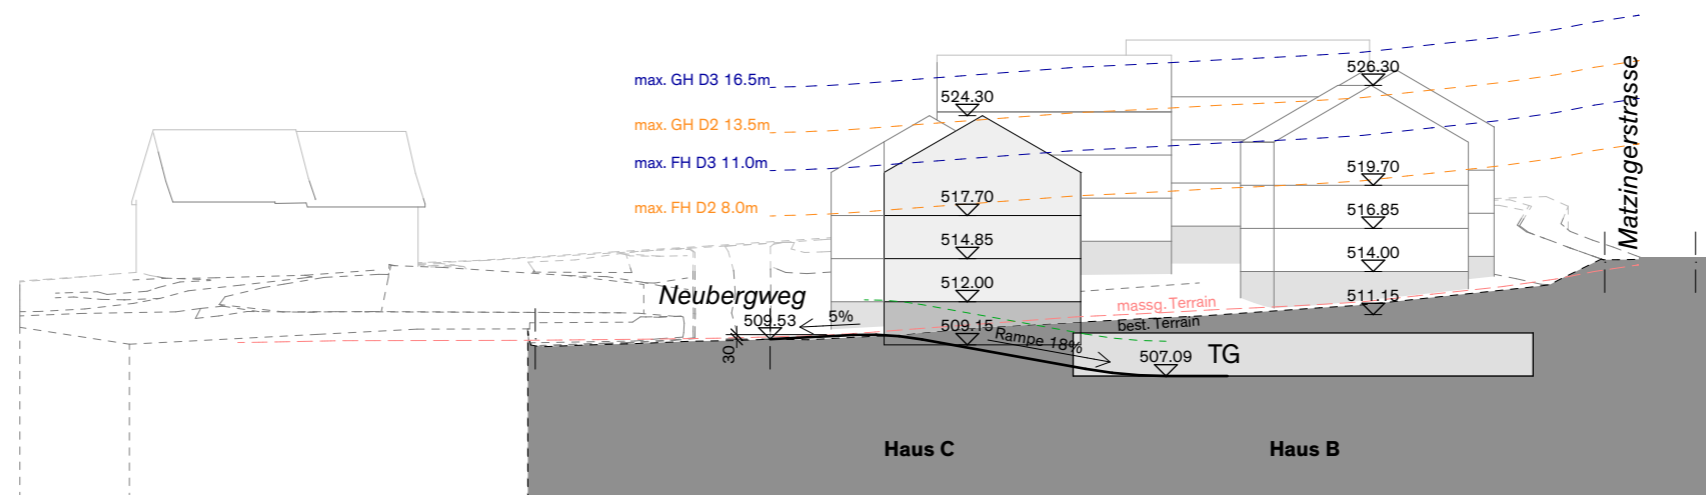 max. GH D3 16.5m
526.30
Matzingerstrasse
524.30
max. GH D2 13.5m
max. FH D3 11.0m
519.70
517.70
max. FH D2 8.0m
516.85
514.85
514.00
512.00
Neubergweg
massg. Terrain
511.15
509.53
5%
509.15
best. Terrain
30
Rampe 18%
507.09
TG
Haus C
Haus B